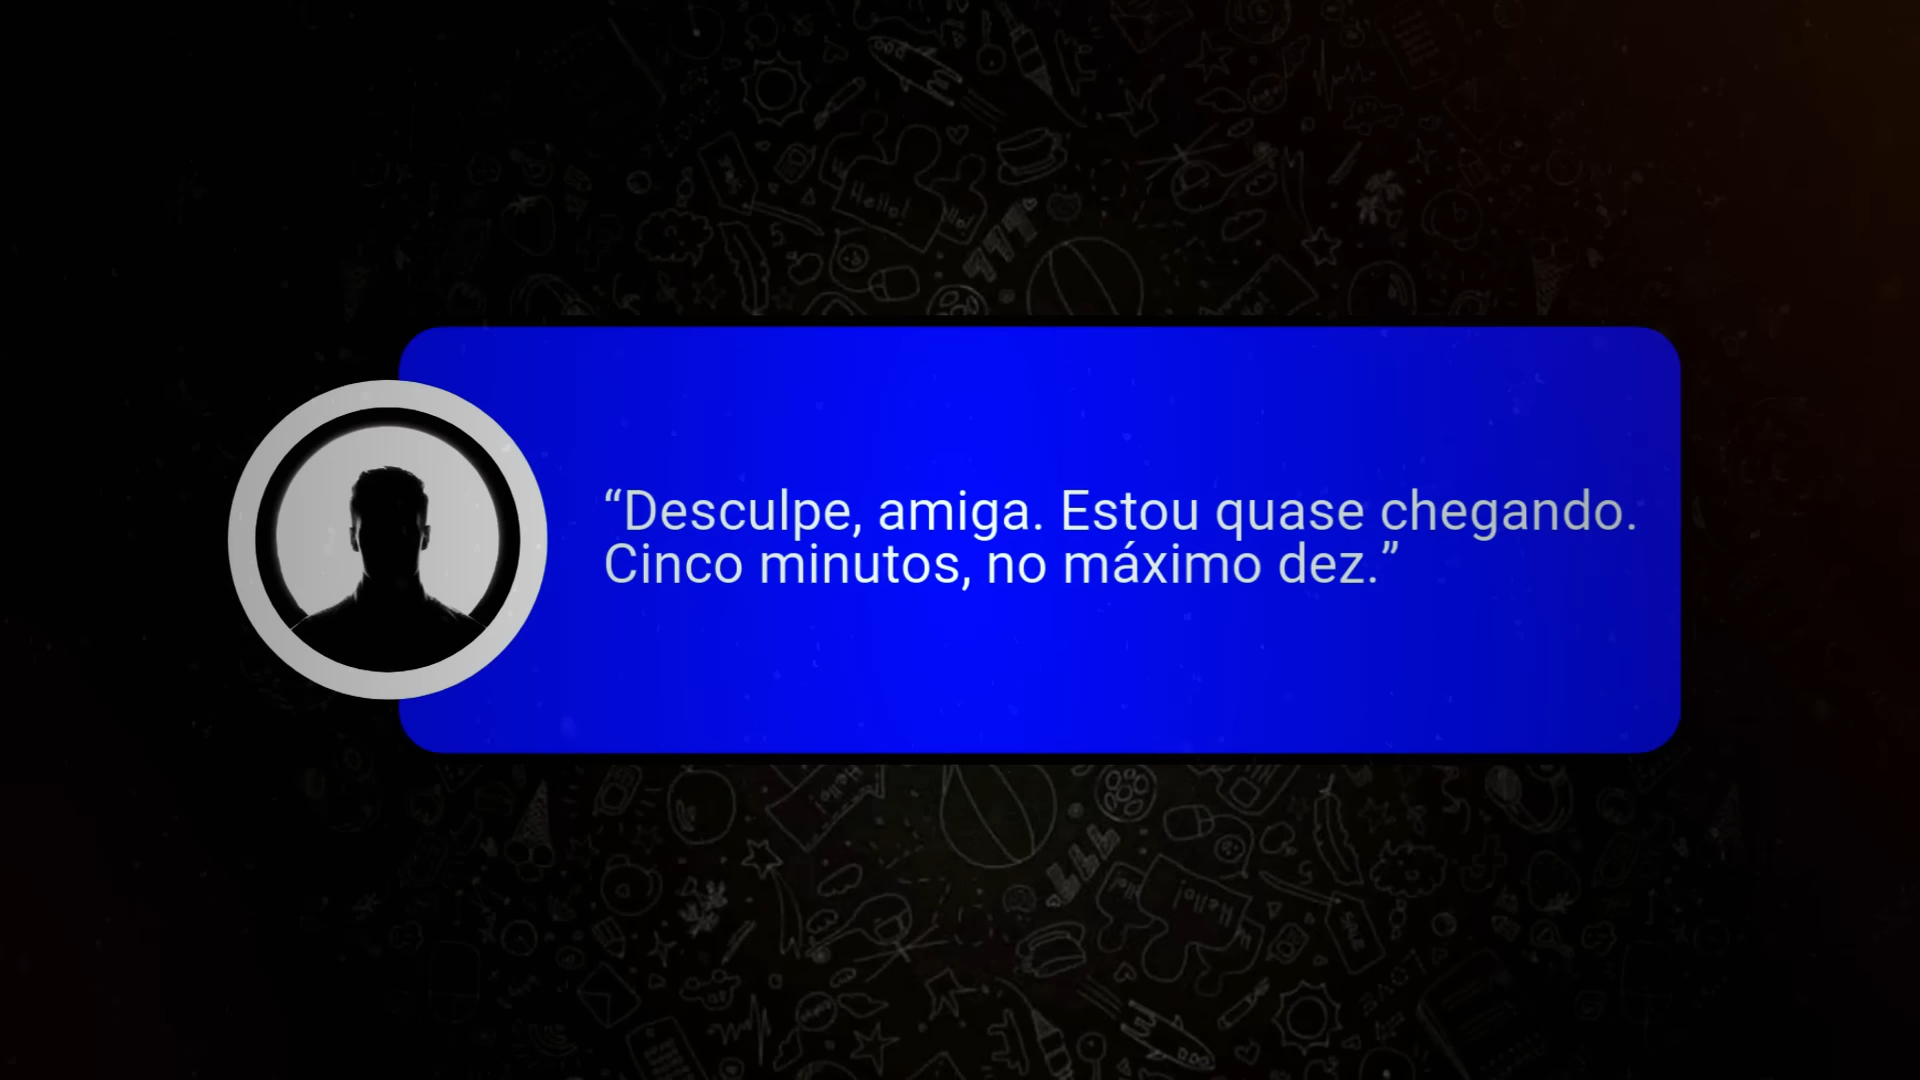 “Desculpe, amiga. Estou quase chegando.
Cinco minutos, no máximo dez.”